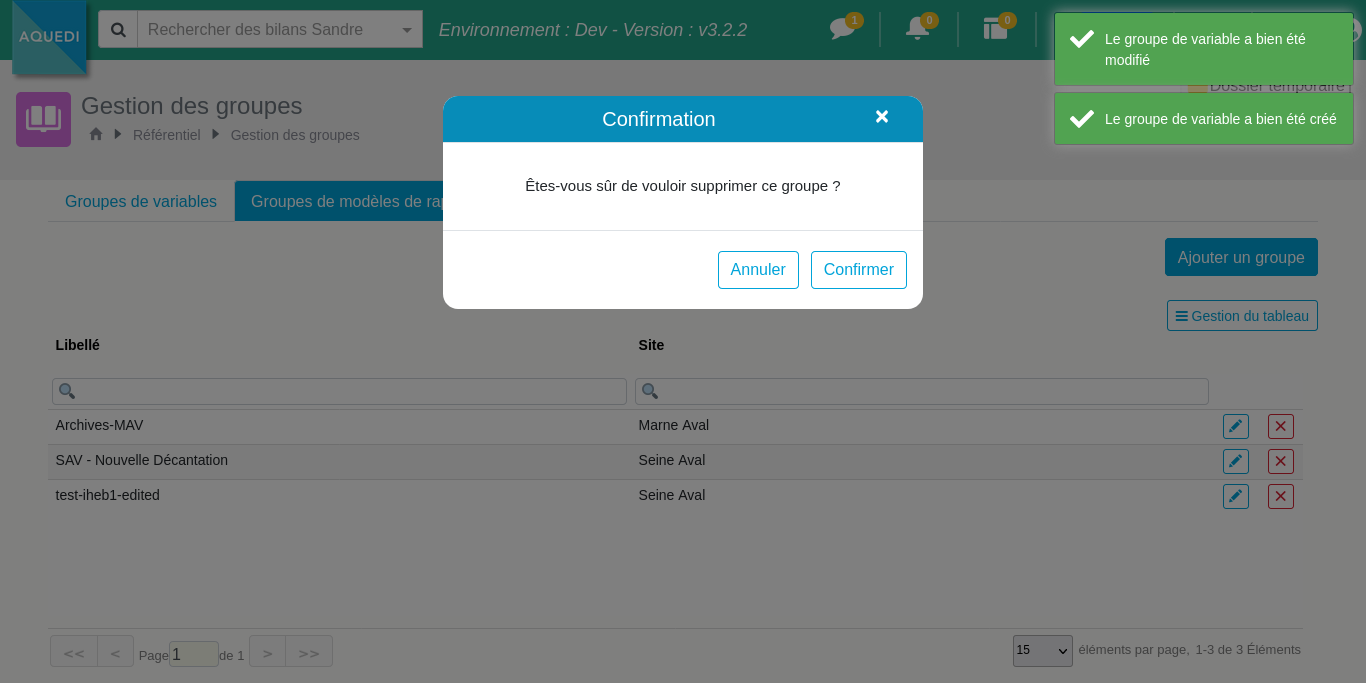 AQUEDI
Rechercher des bilans Sandre
Environnement : Dev - Version : v3.2.2
1
0
0
Le groupe de variable a bien été
modifié
Dossier temporaire
Le groupe de variable a bien été créé
Gestion des groupes
Référentiel
Gestion des groupes
Confirmation
Êtes-vous sûr de vouloir supprimer ce groupe ?
Annuler
Confirmer
Groupes de variables
Groupes de modèles de rap
Ajouter un groupe
Gestion du tableau
Libellé
Site
Archives-MAV
Marne Aval
SAV - Nouvelle Décantation
Seine Aval
test-iheb1-edited
Seine Aval
<<
<
Page 1 de 1
>
>>
15
éléments par page, 1-3 de 3 Éléments